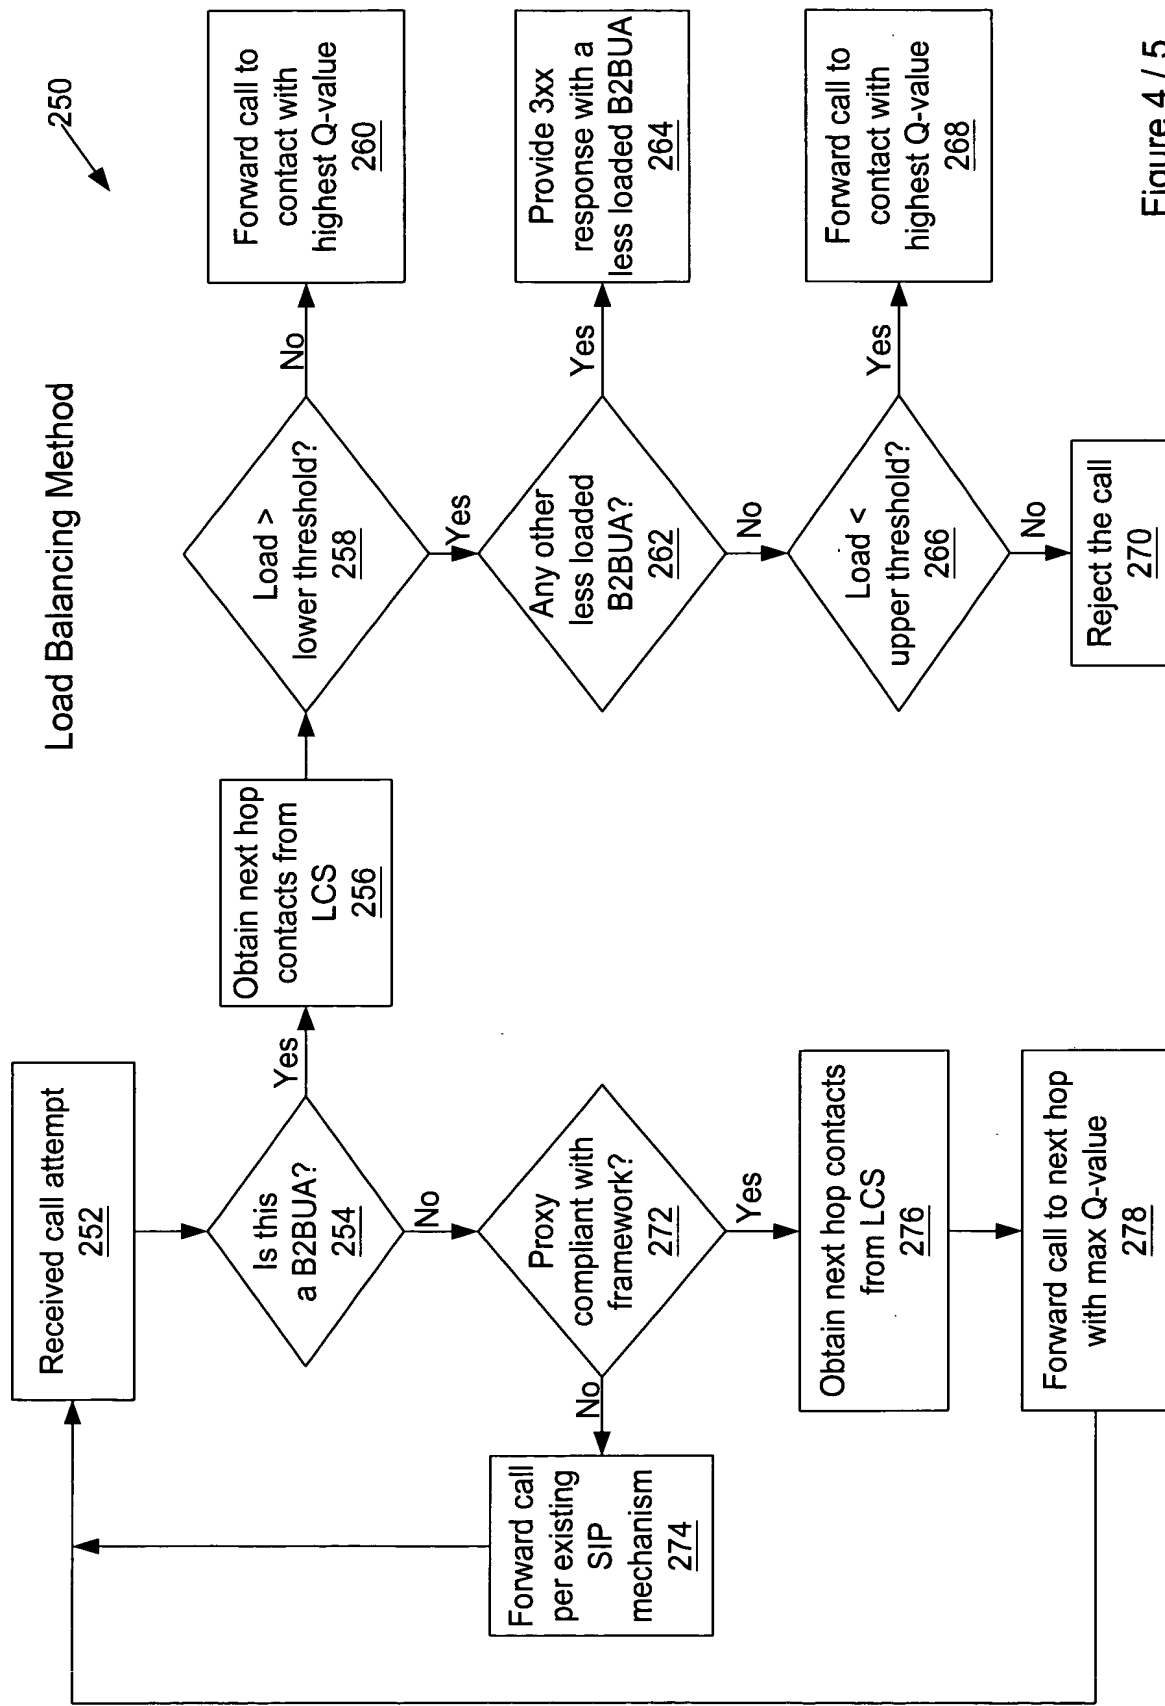 Load Balancing Method
250
Received call attempt
252
Is this
a B2BUA?
254
Yes
No
Obtain next hop
contacts from
LCS
256
Load >
lower threshold?
258
No
Yes
Forward call to
contact with
highest Q-value
260
Any other
less loaded
B2BUA?
262
Yes
No
Provide 3xx
response with a
less loaded B2BUA
264
Load <
upper threshold?
266
Yes
No
Forward call to
contact with
highest Q-value
268
Reject the call
270
Proxy
compliant with
framework?
272
No
Yes
Forward call
per existing
SIP
mechanism
274
Obtain next hop contacts
from LCS
276
Forward call to next hop
with max Q-value
278
Figure 4 / 5